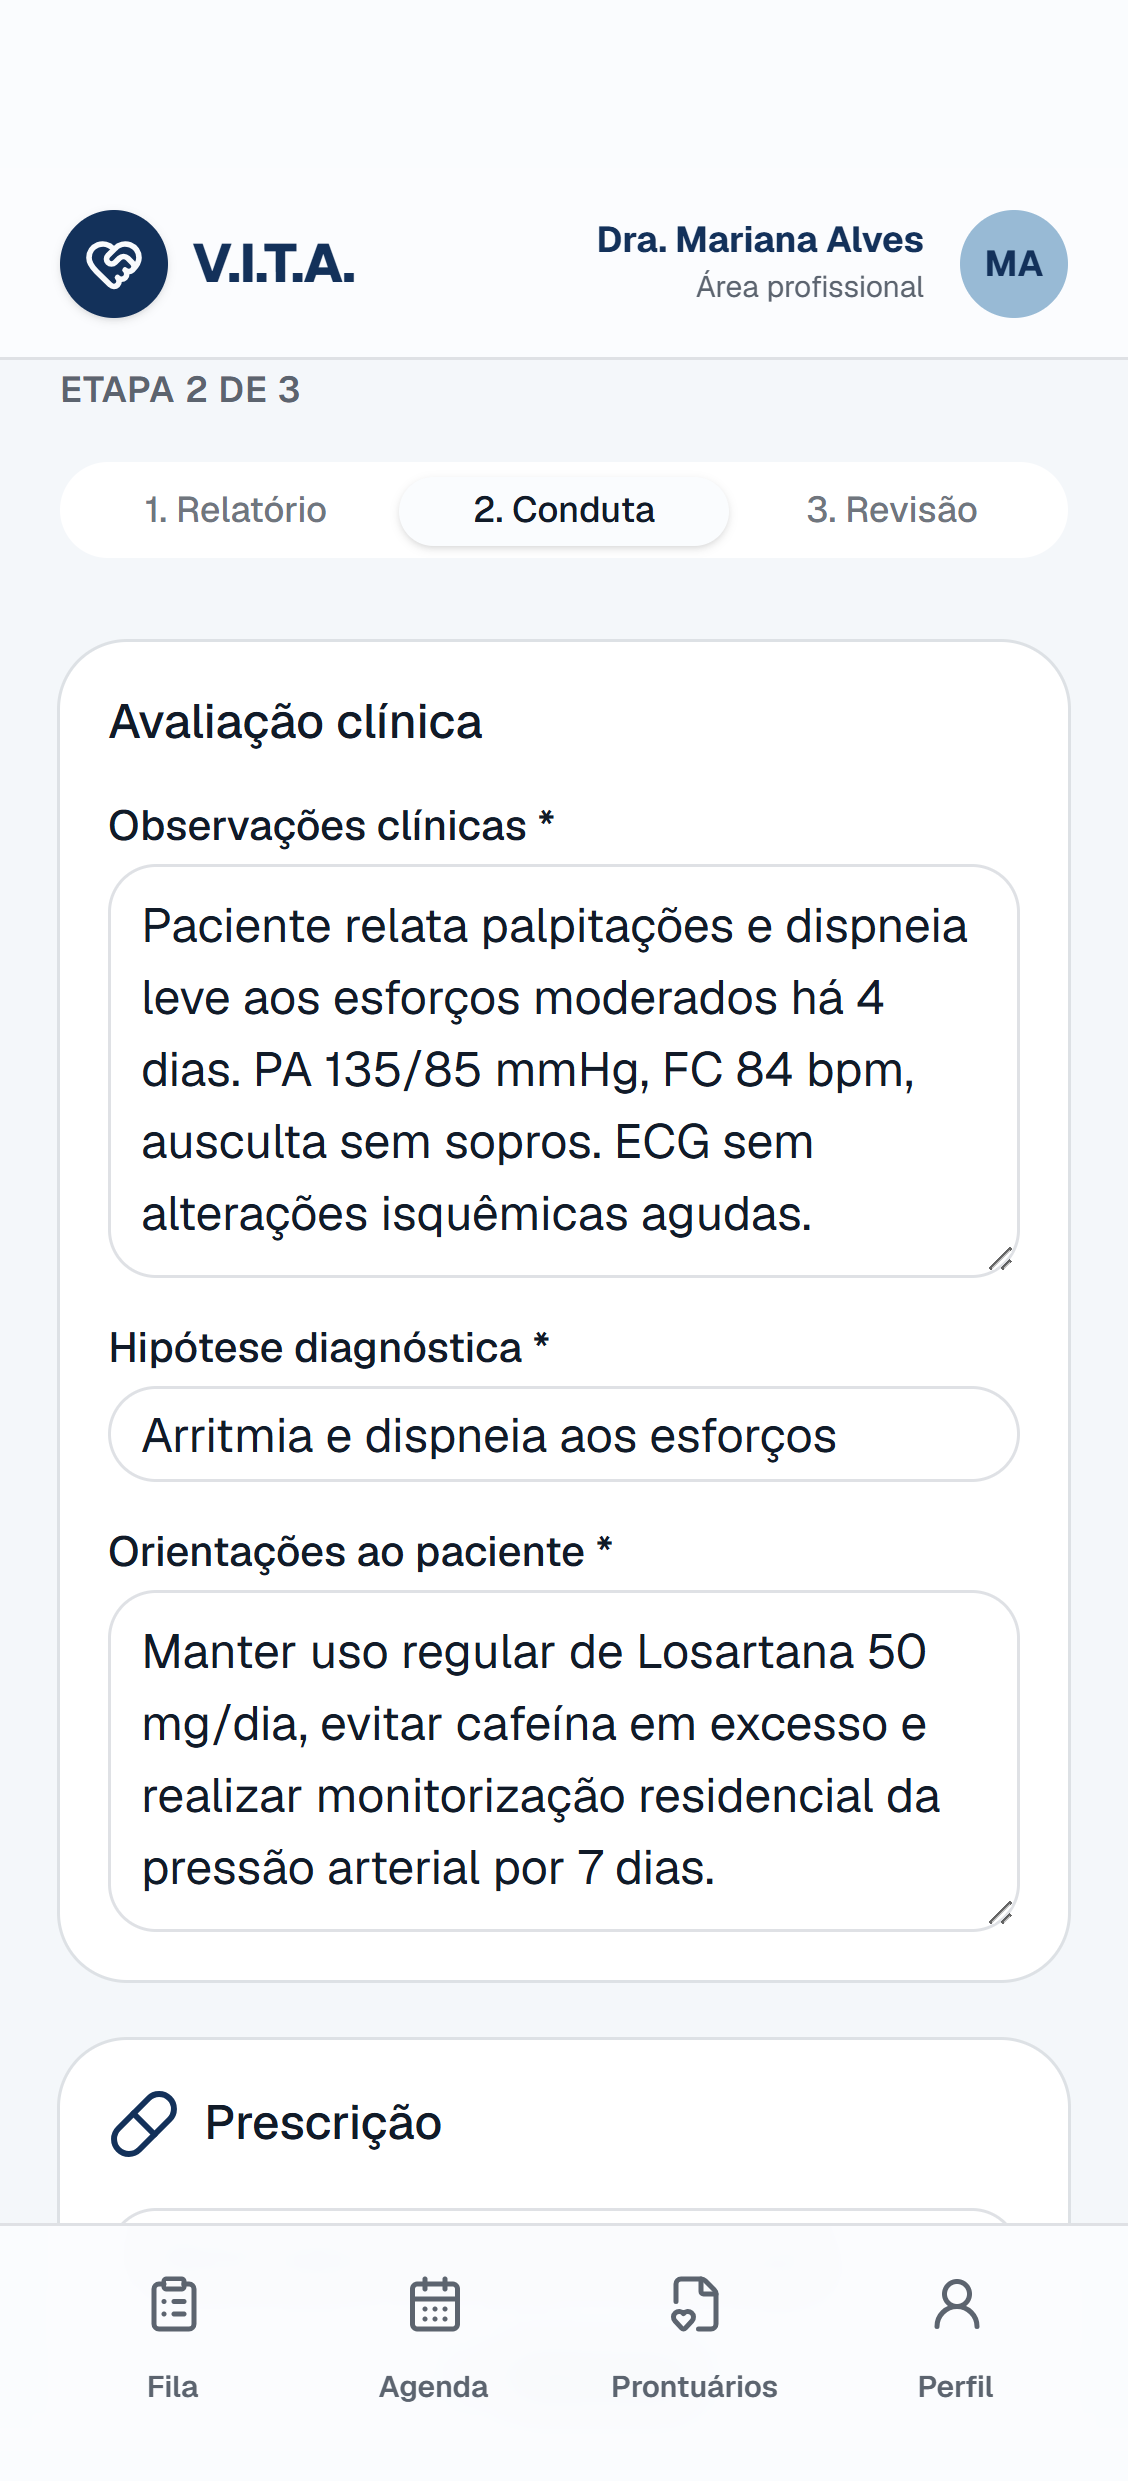 V.I.T.A.
Dra. Mariana Alves
Área profissional
MA
ETAPA 2 DE 3
1. Relatório
2. Conduta
3. Revisão
Avaliação clínica
Observações clínicas *
Paciente relata palpitações e dispneia
leve aos esforços moderados há 4
dias. PA 135/85 mmHg, FC 84 bpm,
ausculta sem sopros. ECG sem
alterações isquêmicas agudas.
Hipótese diagnóstica *
Arritmia e dispneia aos esforços
Orientações ao paciente *
Manter uso regular de Losartana 50
mg/dia, evitar cafeína em excesso e
realizar monitorização residencial da
pressão arterial por 7 dias.
Prescrição
Fila
Agenda
Prontuários
Perfil